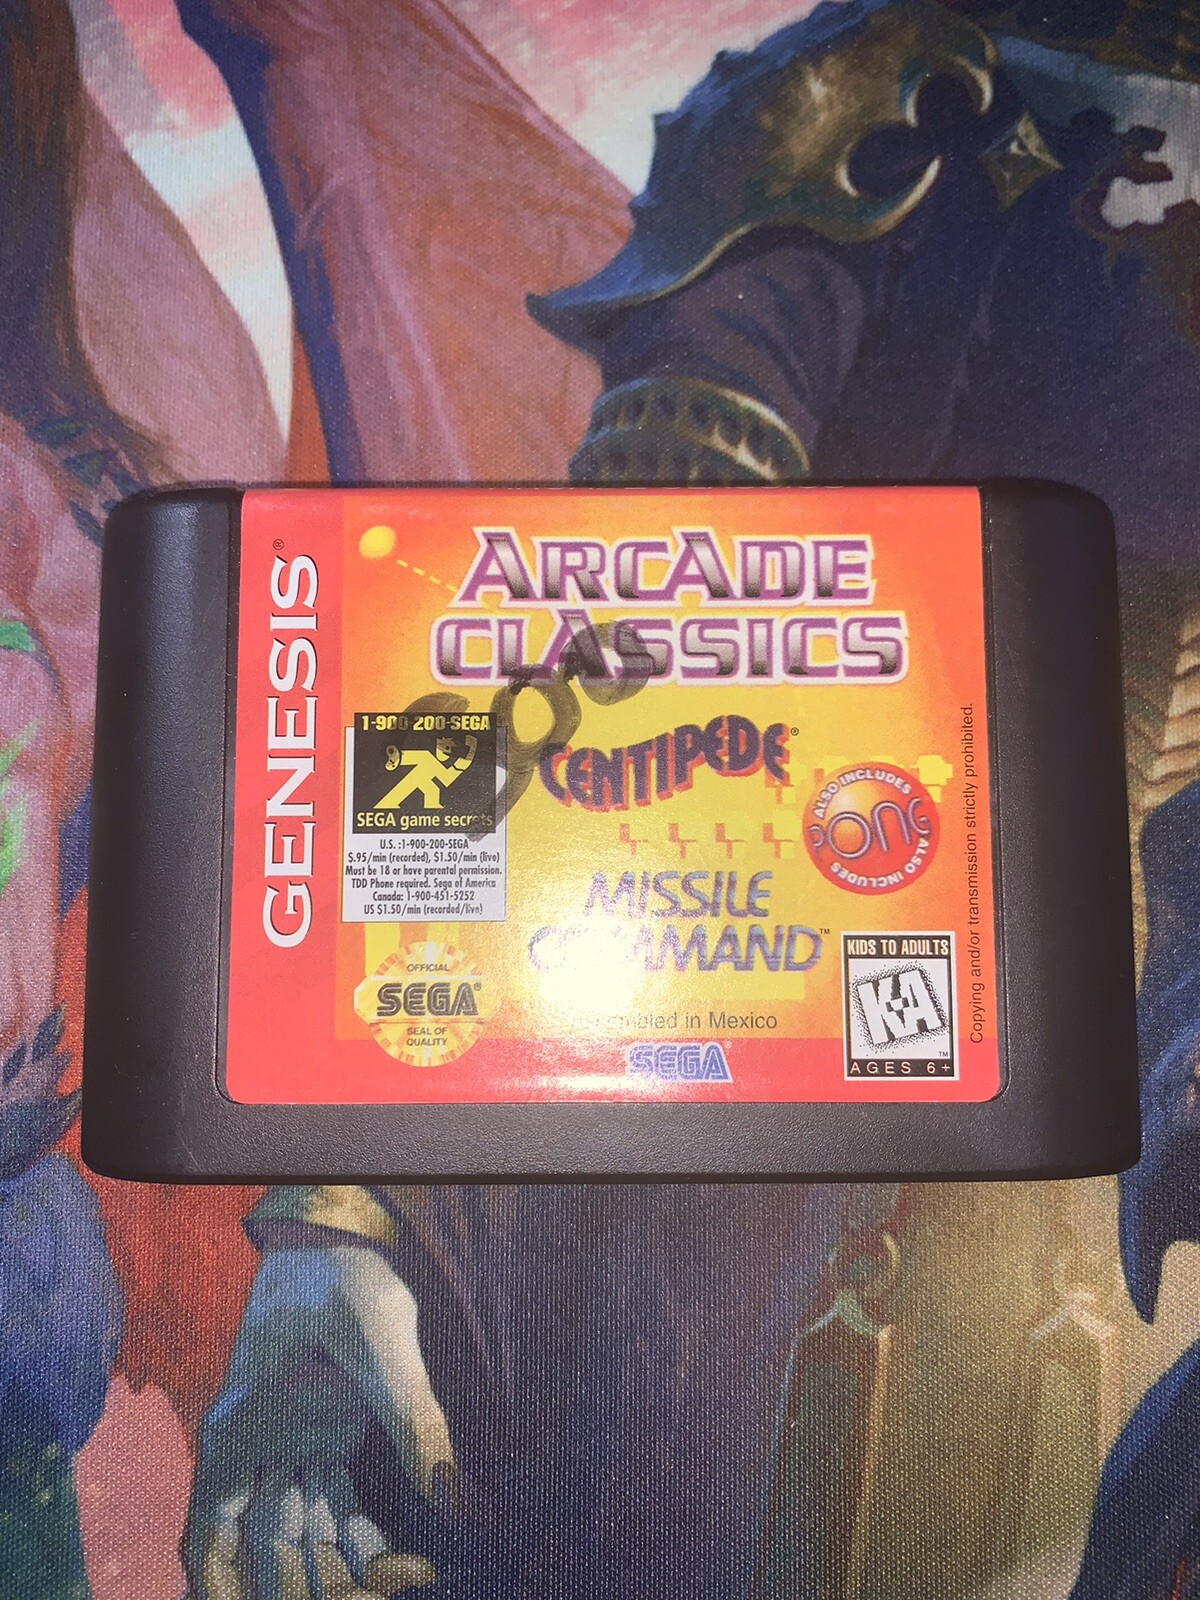 GENESIS®
ARCADE
CLASSICS
1-900-200-SEGA
SEGA game secrets
U.S. :1-900-200-SEGA
$.95/min (recorded), $1.50/min (live)
Must be 18 or have parental permission.
TDD Phone required. Sega of America
Canada: 1-900-451-5252
US $1.50/min (recorded/live)
CENTIPEDE®
ALSO INCLUDES
PONG
ALSO INCLUDES
MISSILE
COMMAND™
OFFICIAL
SEGA®
SEAL OF
QUALITY
Assembled in Mexico
SEGA®
KIDS TO ADULTS
K-A
™
AGES 6+
Copying and/or transmission strictly prohibited.